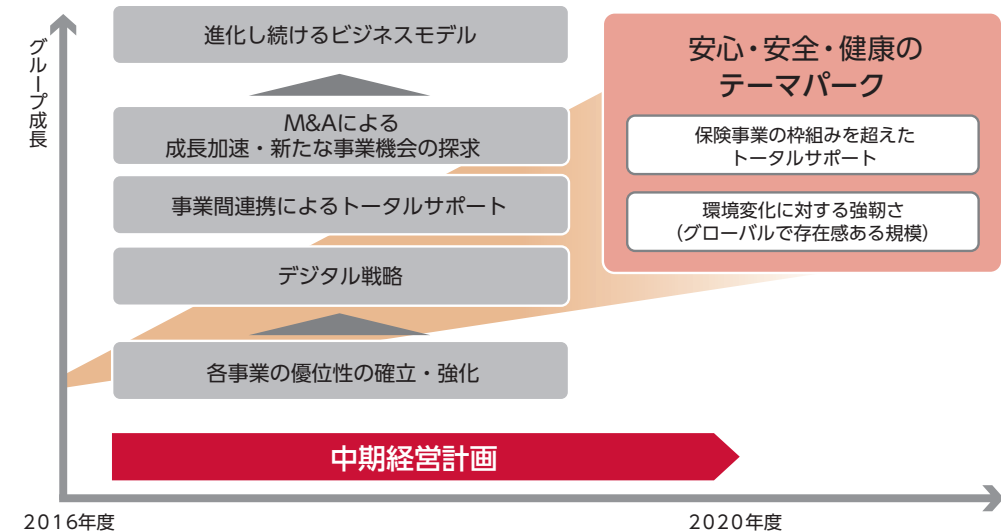 グループ成長
進化し続けるビジネスモデル
M&Aによる
成長加速・新たな事業機会の探求
事業間連携によるトータルサポート
デジタル戦略
各事業の優位性の確立・強化
安心・安全・健康の
テーマパーク
保険事業の枠組みを超えた
トータルサポート
環境変化に対する強靭さ
(グローバルで存在感ある規模)
中期経営計画
2016年度
2020年度